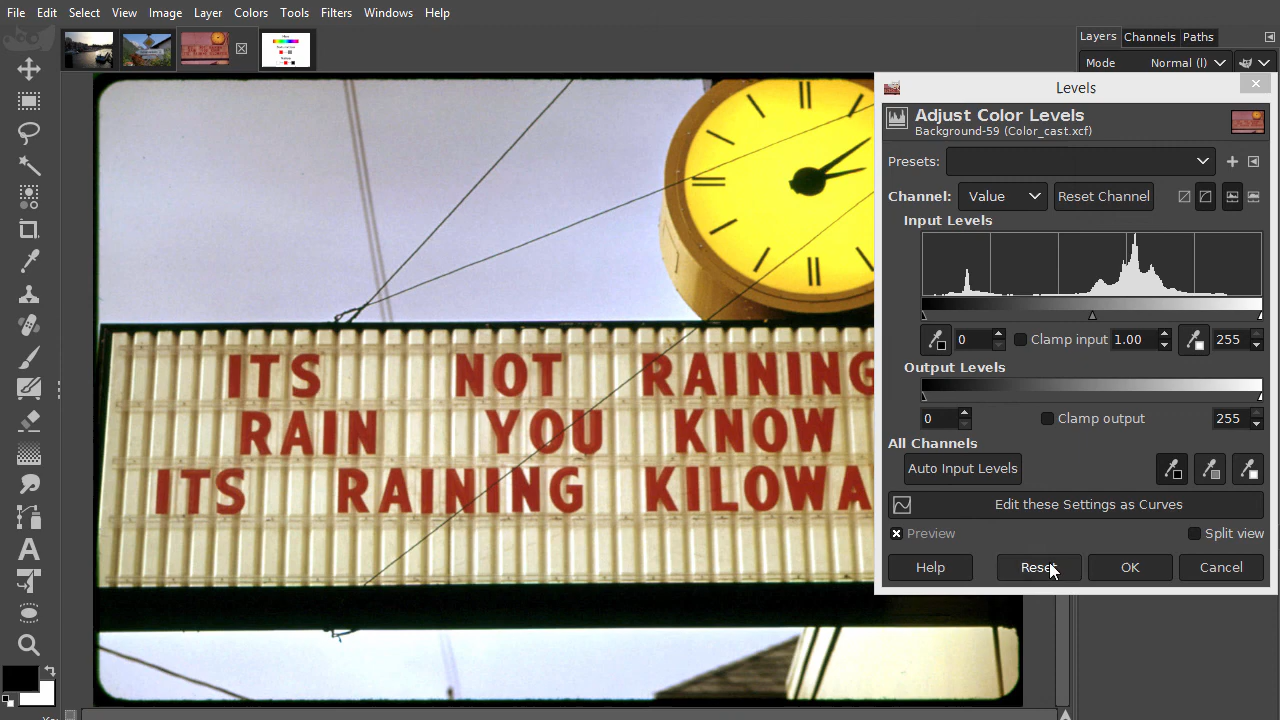 File Edit Select View Image Layer Colors Tools Filters Windows Help
Layers Channels Paths
Mode Normal (l)
Levels
Adjust Color Levels
Background-59 (Color_cast.xcf)
Presets:
Channel: Value Reset Channel
Input Levels
0 Clamp input 1.00 255
Output Levels
0 Clamp output 255
All Channels
Auto Input Levels
Edit these Settings as Curves
Preview Split view
Help Reset OK Cancel
ITS NOT RAINING
RAIN YOU KNOW
ITS RAINING KILOWA